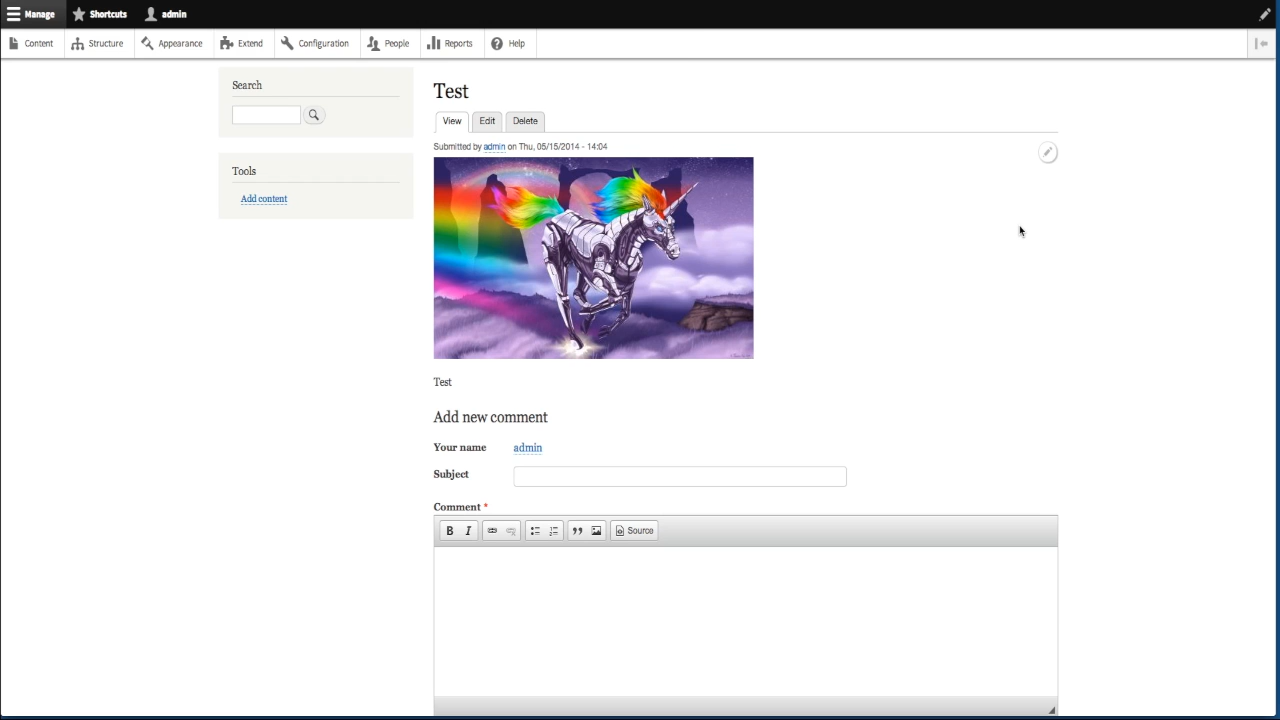 Manage Shortcuts admin
Content Structure Appearance Extend Configuration People Reports Help
Search
Tools
Add content
Test
View Edit Delete
Submitted by admin on Thu, 05/15/2014 - 14:04
Test
Add new comment
Your name admin
Subject
Comment *
B I Source